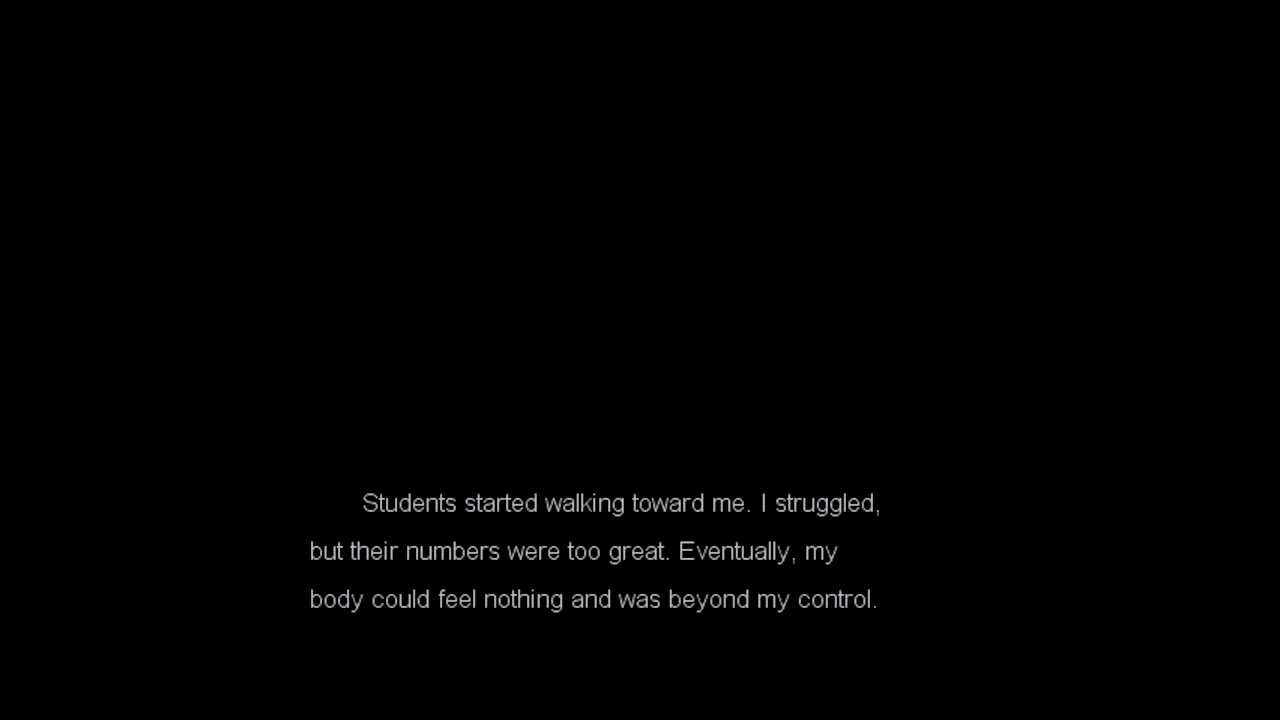 Students started walking toward me. I struggled,
but their numbers were too great. Eventually, my
body could feel nothing and was beyond my control.